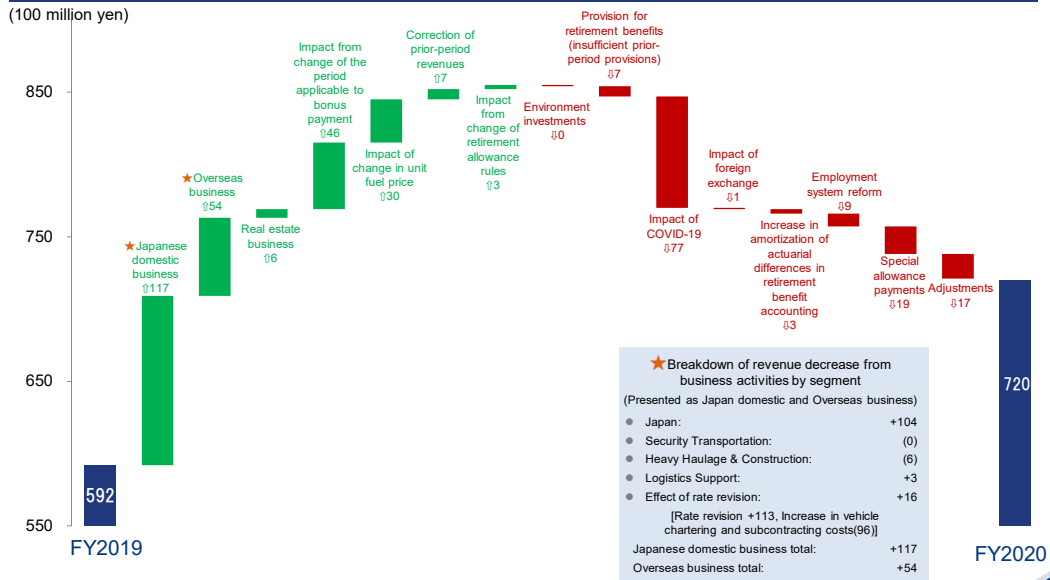 (100 million yen)
850
750
650
550
592
FY2019
★Japanese
domestic
business
⇧117
★Overseas
business
⇧54
Real estate
business
⇧6
Impact from
change of the
period
applicable to
bonus
payment
⇧46
Impact of
change in unit
fuel price
⇧30
Correction of
prior-period
revenues
⇧7
Impact
from
change of
retirement
allowance
rules
⇧3
Environment
investments
⇩0
Provision for
retirement benefits
(insufficient prior-
period provisions)
⇩7
Impact of
COVID-19
⇩77
Impact of
foreign
exchange
⇩1
Increase in
amortization of
actuarial
differences in
retirement
benefit
accounting
⇩3
Employment
system reform
⇩9
Special
allowance
payments
⇩19
Adjustments
⇩17
720
FY2020
★Breakdown of revenue decrease from
business activities by segment
(Presented as Japan domestic and Overseas business)
● Japan: +104
● Security Transportation: (0)
● Heavy Haulage & Construction: (6)
● Logistics Support: +3
● Effect of rate revision: +16
[Rate revision +113, Increase in vehicle
chartering and subcontracting costs(96)]
Japanese domestic business total: +117
Overseas business total: +54